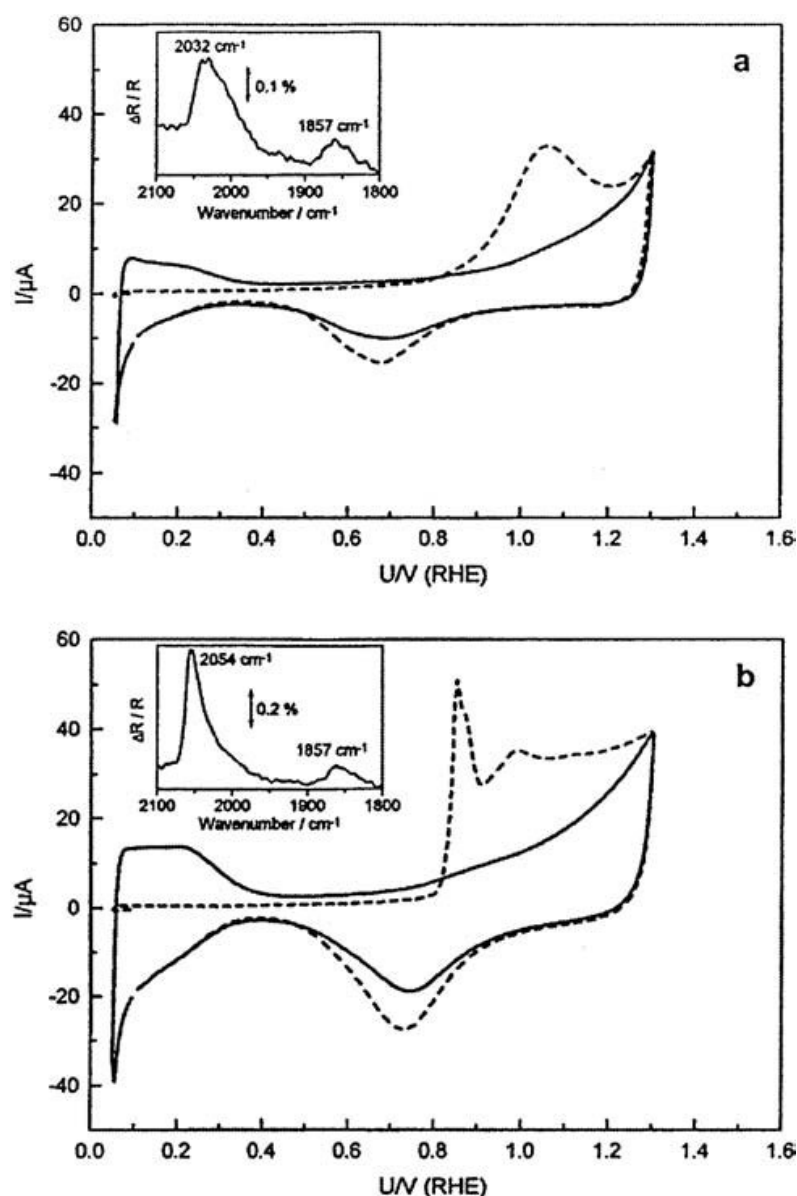 a
60
40
20
0
-20
-40
I/µA
0.0 0.2 0.4 0.6 0.8 1.0 1.2 1.4 1.6
U/V (RHE)
2032 cm-1
0.1 %
1857 cm-1
ΔR / R
2100 2000 1900 1800
Wavenumber / cm-1
b
60
40
20
0
-20
-40
I/µA
0.0 0.2 0.4 0.6 0.8 1.0 1.2 1.4 1.6
U/V (RHE)
2054 cm-1
0.2 %
1857 cm-1
ΔR / R
2100 2000 1900 1800
Wavenumber / cm-1